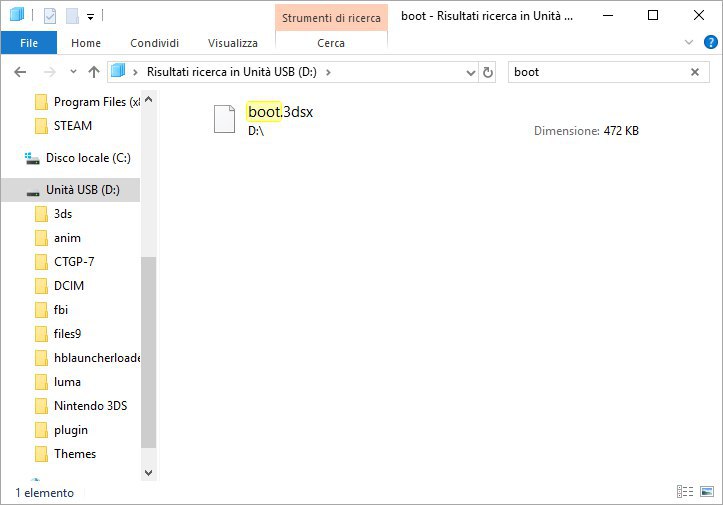 boot - Risultati ricerca in Unità ...
Strumenti di ricerca
File
Home
Condividi
Visualizza
Cerca
Risultati ricerca in Unità USB (D:)
boot
Program Files (x8
STEAM
Disco locale (C:)
Unità USB (D:)
3ds
anim
CTGP-7
DCIM
fbi
files9
hblauncherloade
luma
Nintendo 3DS
plugin
Themes
boot.3dsx
D:\
Dimensione: 472 KB
1 elemento